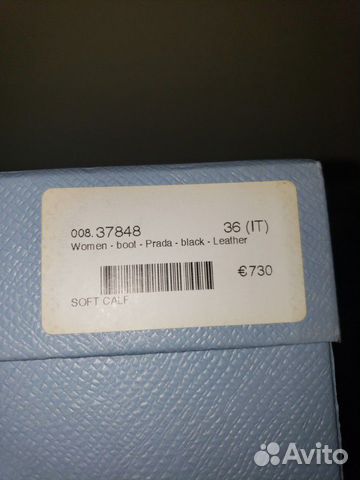 008.37848 36 (IT)
Women - boot - Prada - black - Leather
€730
SOFT CALF
Avito